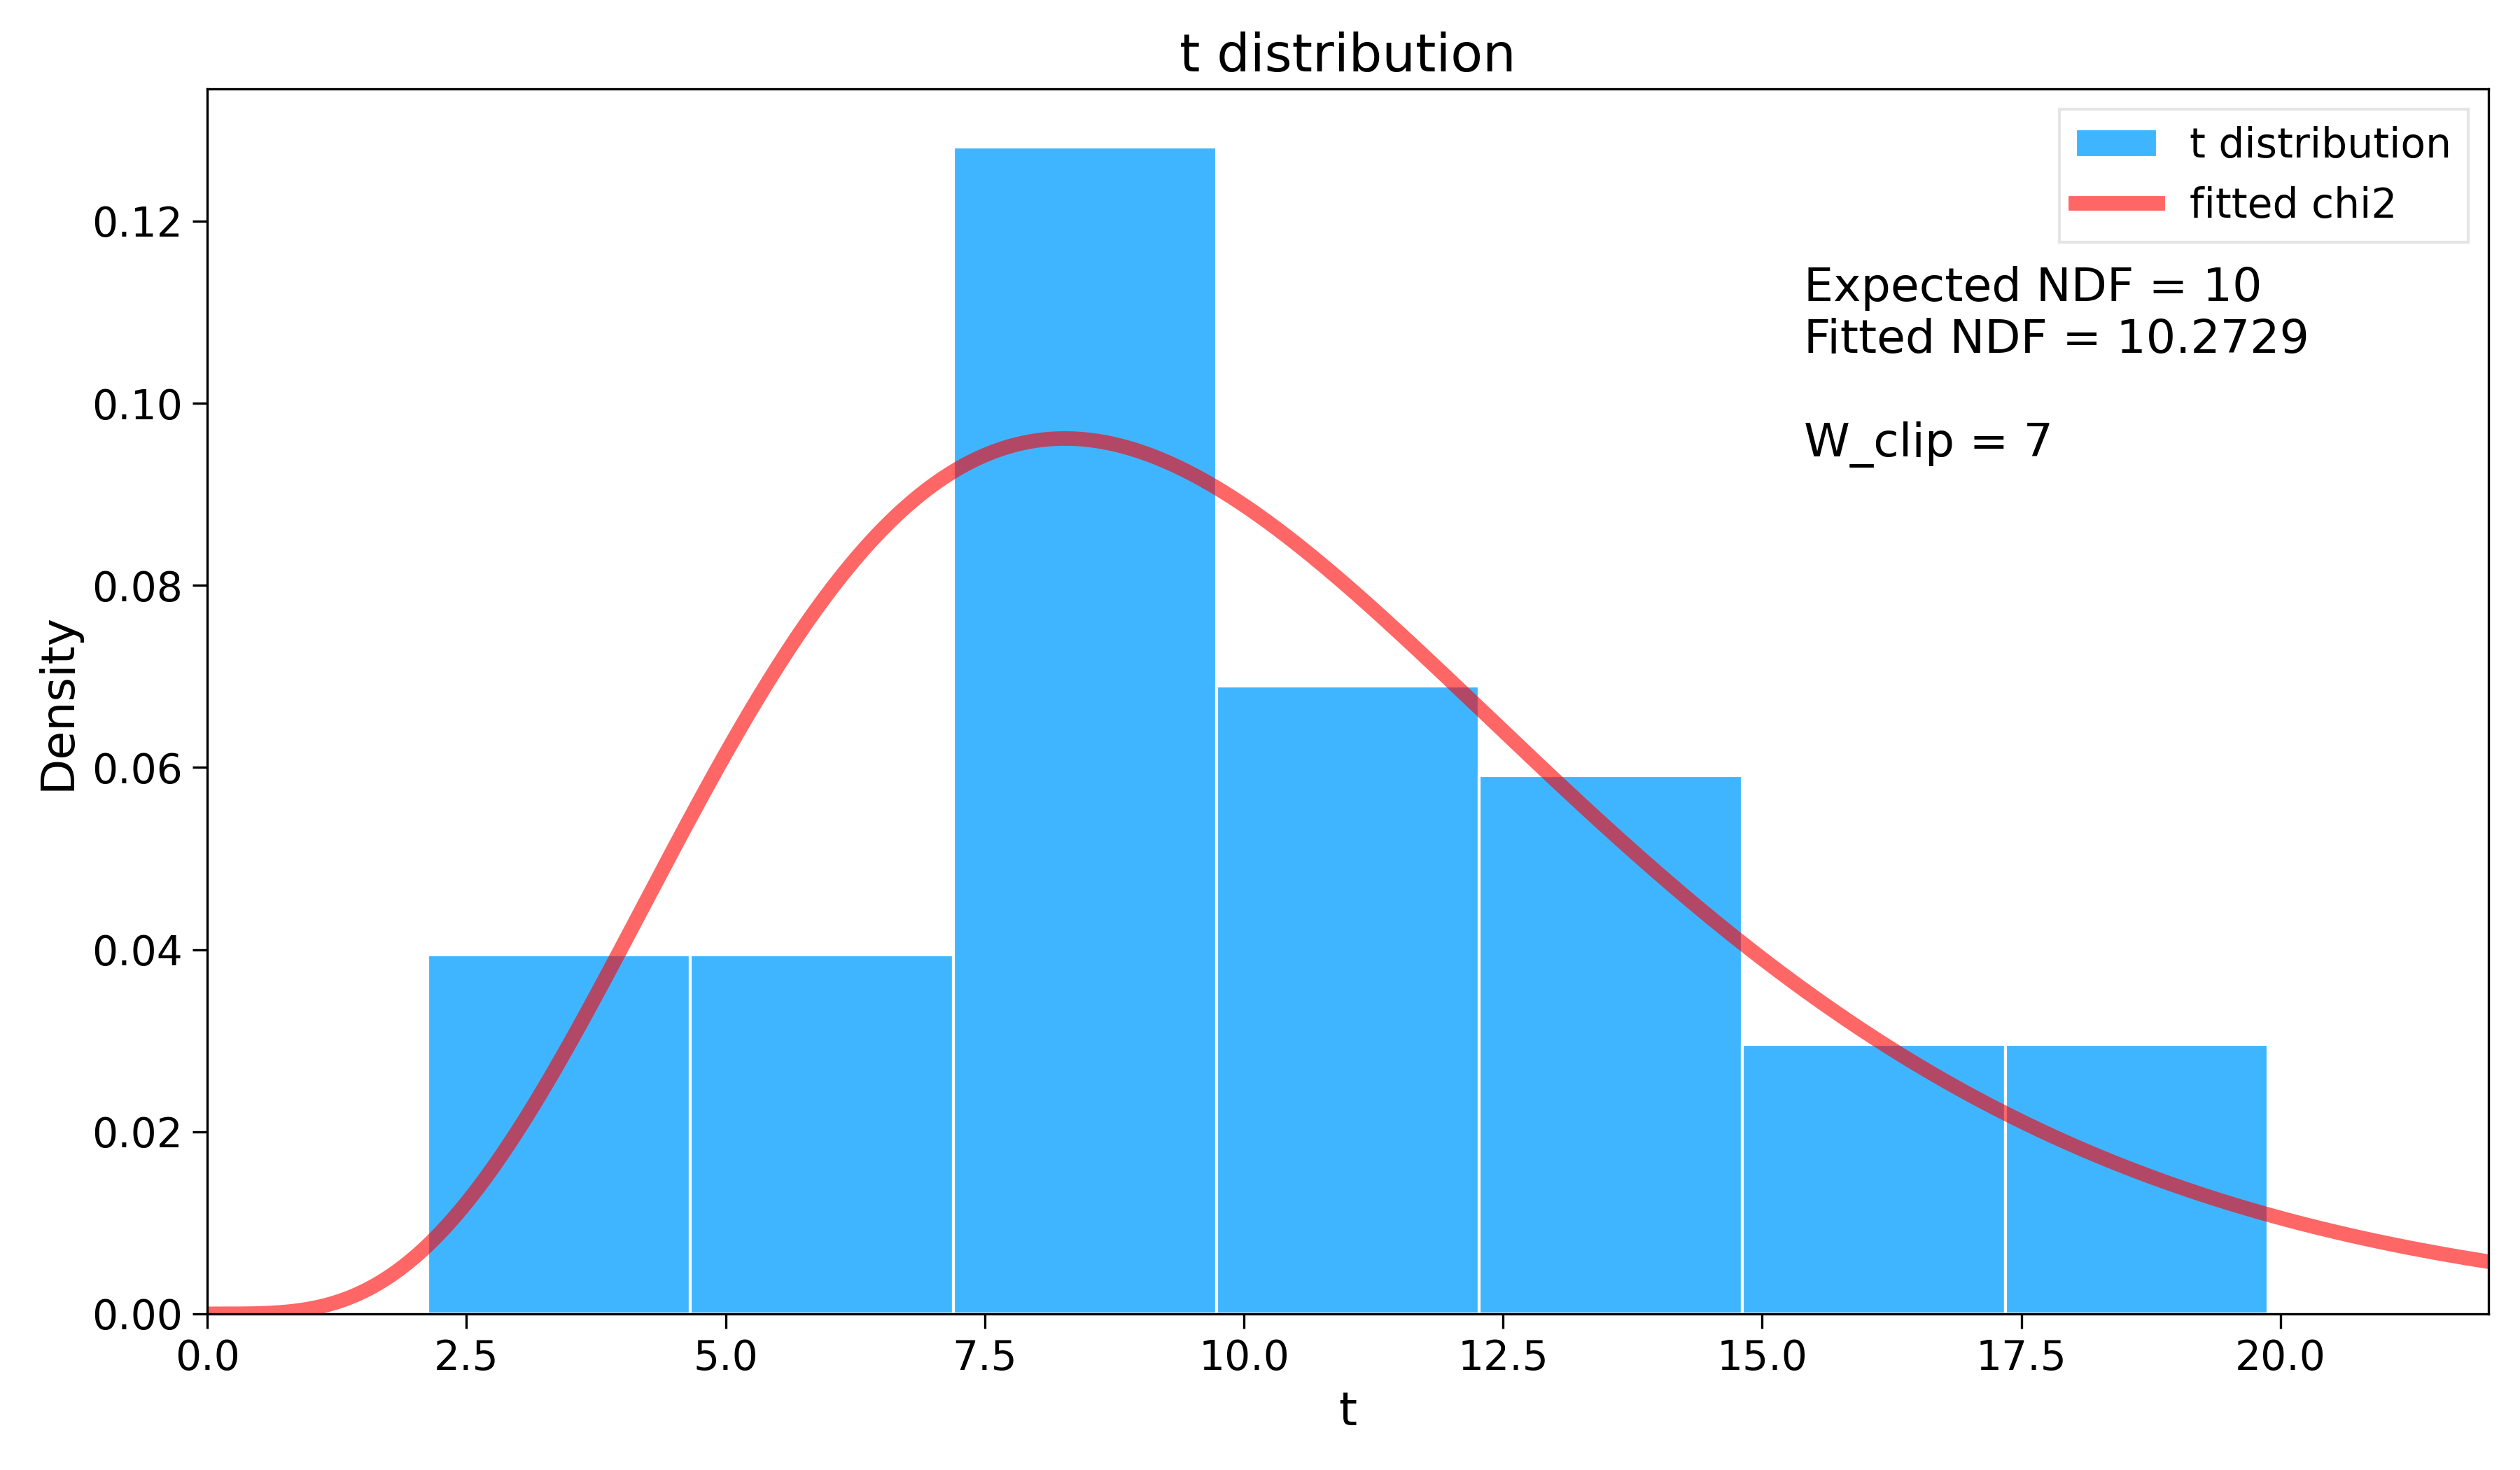 t distribution
t distribution
fitted chi2
Expected NDF = 10
Fitted NDF = 10.2729
W_clip = 7
Density
0.12
0.10
0.08
0.06
0.04
0.02
0.00
0.0 2.5 5.0 7.5 10.0 12.5 15.0 17.5 20.0
t